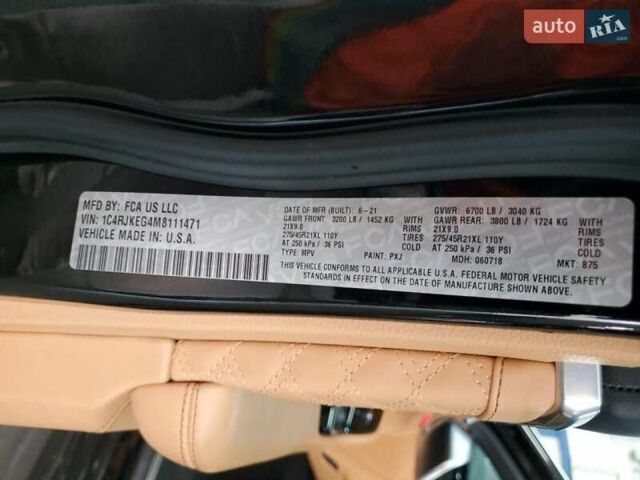 auto RIA.com
MFD BY: FCA US LLC
VIN: 1C4RJKEG4M8111471
VEHICLE MADE IN U.S.A.
DATE OF MFR (BUILT): 6-21 GVWR: 6700 LB / 3040 KG
GAWR FRONT: 3200 LB / 1452 KG GAWR REAR: 3800 LB / 1724 KG
21X9.0 RIMS 21X9.0 RIMS
275/45R21XL 110Y TIRES 275/45R21XL 110Y TIRES
AT 250 kPa / 36 PSI COLD AT 250 kPa / 36 PSI COLD
TYPE: MPV PAINT: PXJ MDH: 060718 MKT: 875
THIS VEHICLE CONFORMS TO ALL APPLICABLE U.S.A. FEDERAL MOTOR VEHICLE SAFETY
STANDARDS IN EFFECT ON THE DATE OF MANUFACTURE SHOWN ABOVE.